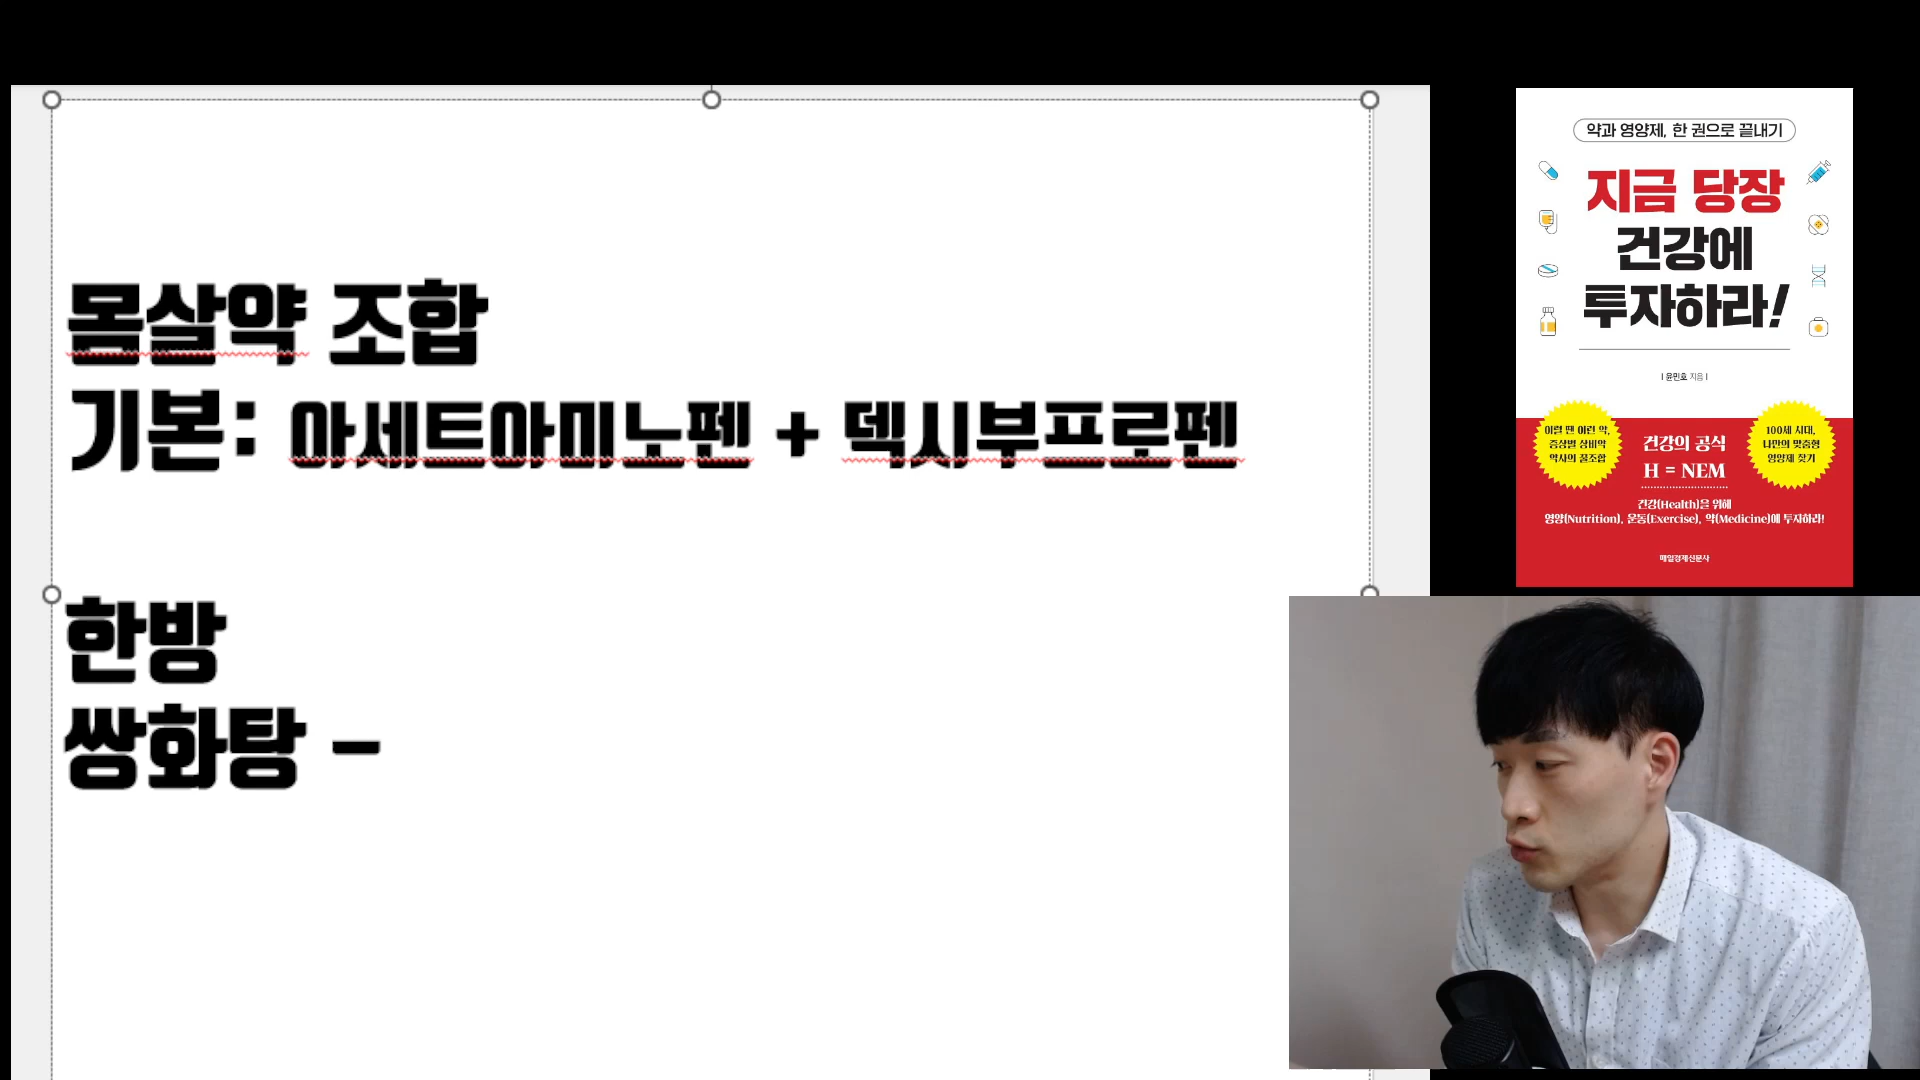 몸살약 조합
기본: 아세트아미노펜 + 덱시부프로펜
한방
쌍화탕 -
약과 영양제, 한 권으로 끝내기
지금 당장
건강에
투자하라!
| 윤민호 지음 |
이럴 땐 이런 약,
증상별 상비약
약사의 꿀조합
건강의 공식
H = NEM
100세 시대,
나만의 맞춤형
영양제 찾기
건강(Health)을 위해
영양(Nutrition), 운동(Exercise), 약(Medicine)에 투자하라!
매일경제신문사